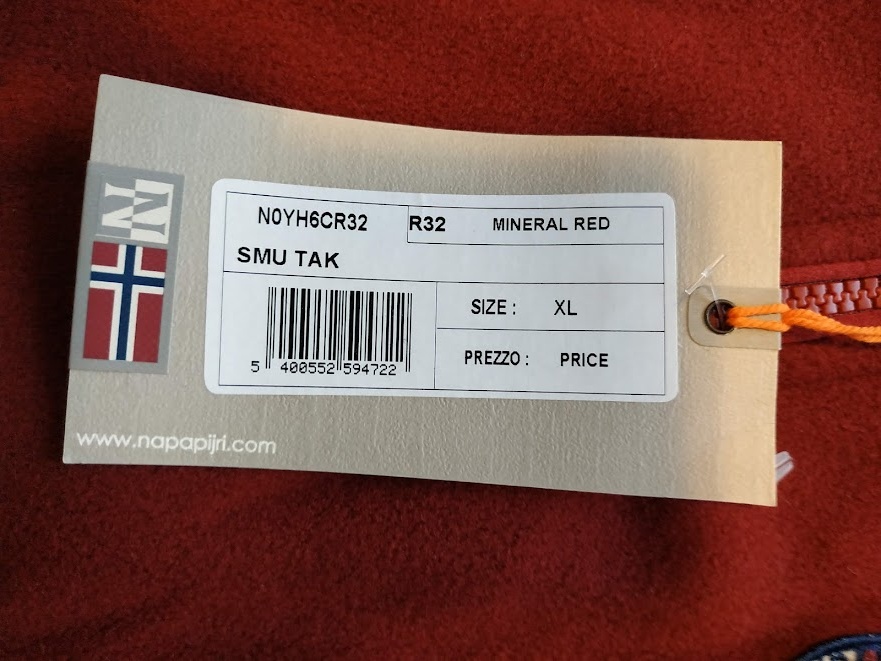 N0YH6CR32 R32 MINERAL RED
SMU TAK
SIZE : XL
PREZZO : PRICE
5 400552 594722
www.napapijri.com
N